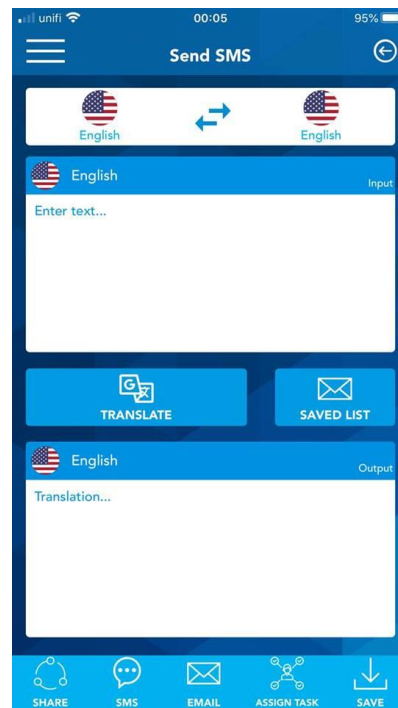 unifi 00:05 95%
Send SMS
English English
English
Input
Enter text...
TRANSLATE SAVED LIST
English
Output
Translation...
SHARE SMS EMAIL ASSIGN TASK SAVE